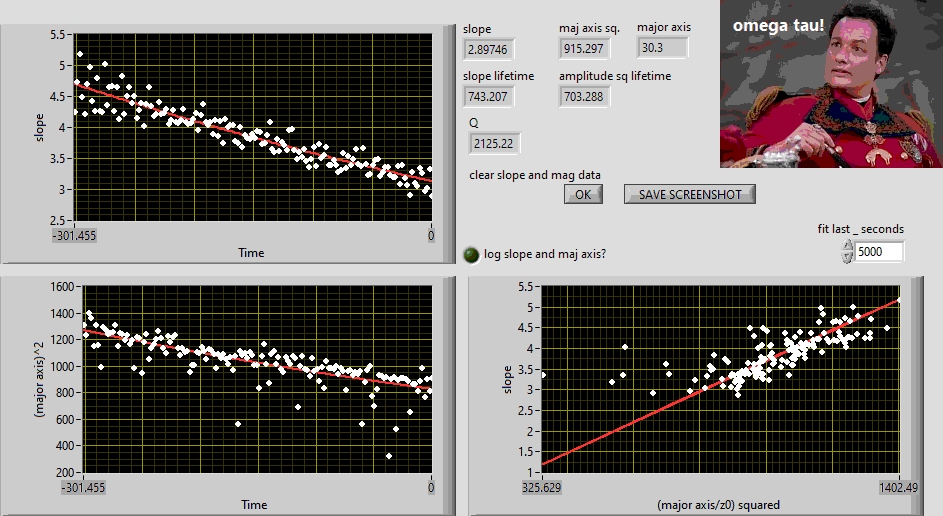 omega tau!
slope
2.89746
maj axis sq.
915.297
major axis
30.3
slope lifetime
743.207
amplitude sq lifetime
703.288
Q
2125.22
clear slope and mag data
OK
SAVE SCREENSHOT
fit last _ seconds
5000
log slope and maj axis?
5.5
5
4.5
4
3.5
3
2.5
slope
-301.455
0
Time
1600
1400
1200
1000
800
600
400
200
(major axis)^2
-301.455
0
Time
5.5
5
4.5
4
3.5
3
2.5
2
1.5
1
slope
325.629
1402.49
(major axis/z0) squared